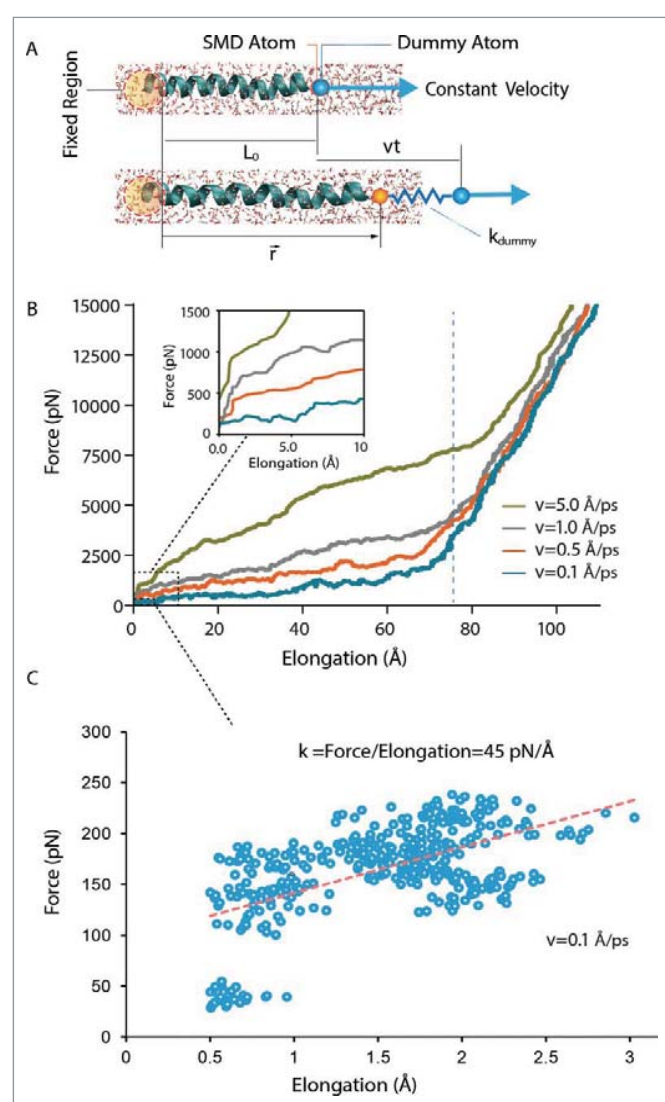 A
SMD Atom
Dummy Atom
Fixed Region
Constant Velocity
L₀
vt
k_dummy
r⃗
B
Force (pN)
15000
12500
10000
7500
5000
2500
0
0
20
40
60
80
100
Elongation (Å)
Force (pN)
1500
1000
500
0
0.0
5.0
10
Elongation (Å)
v=5.0 Å/ps
v=1.0 Å/ps
v=0.5 Å/ps
v=0.1 Å/ps
C
Force (pN)
300
250
200
150
100
50
0
k =Force/Elongation=45 pN/Å
v=0.1 Å/ps
0
0.5
1
1.5
2
2.5
3
Elongation (Å)